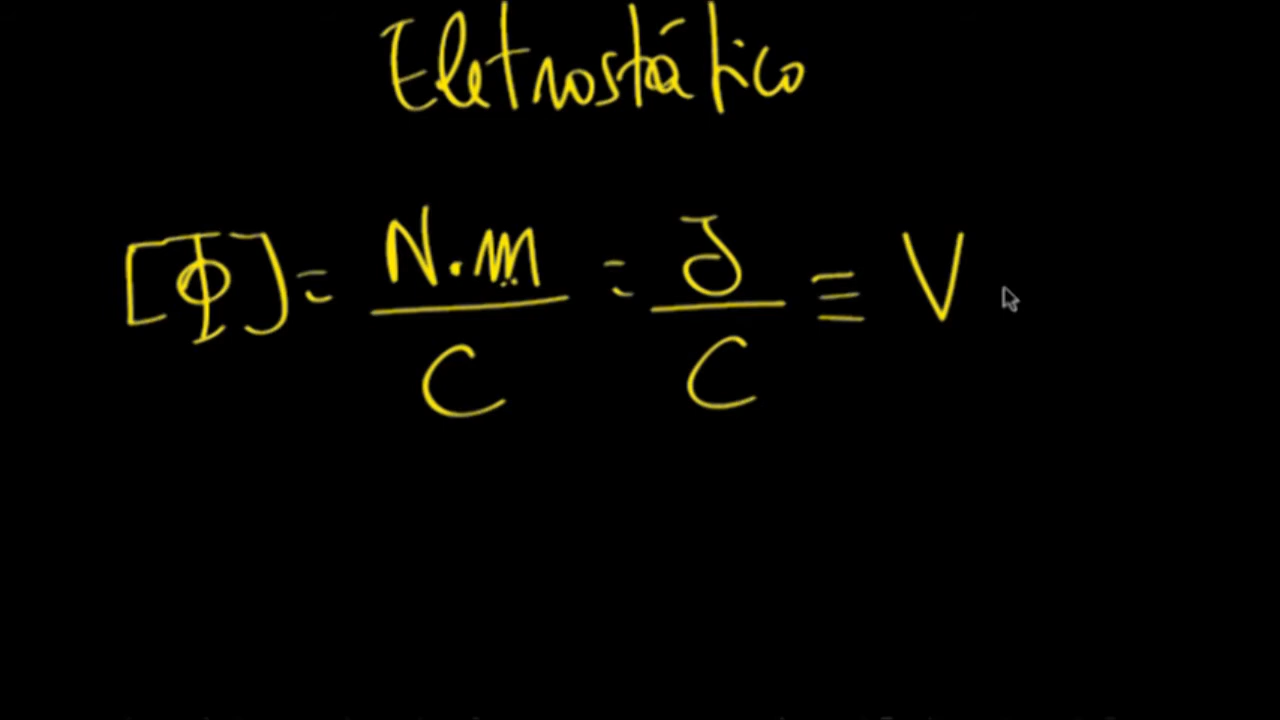 Eletrostático
[Φ] = N.m / C = J / C ≡ V